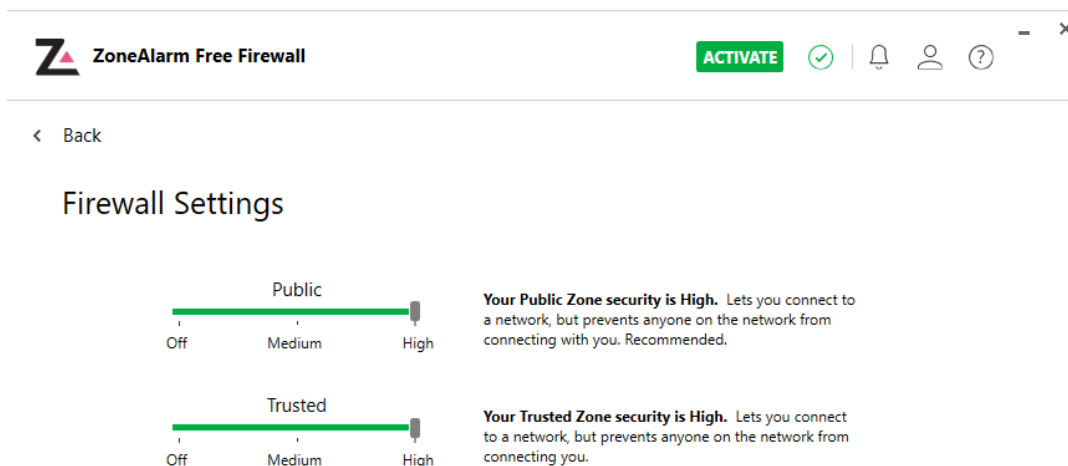 ZoneAlarm Free Firewall
ACTIVATE
Back
Firewall Settings
Public
Off Medium High
Your Public Zone security is High. Lets you connect to
a network, but prevents anyone on the network from
connecting with you. Recommended.
Trusted
Off Medium High
Your Trusted Zone security is High. Lets you connect
to a network, but prevents anyone on the network from
connecting you.